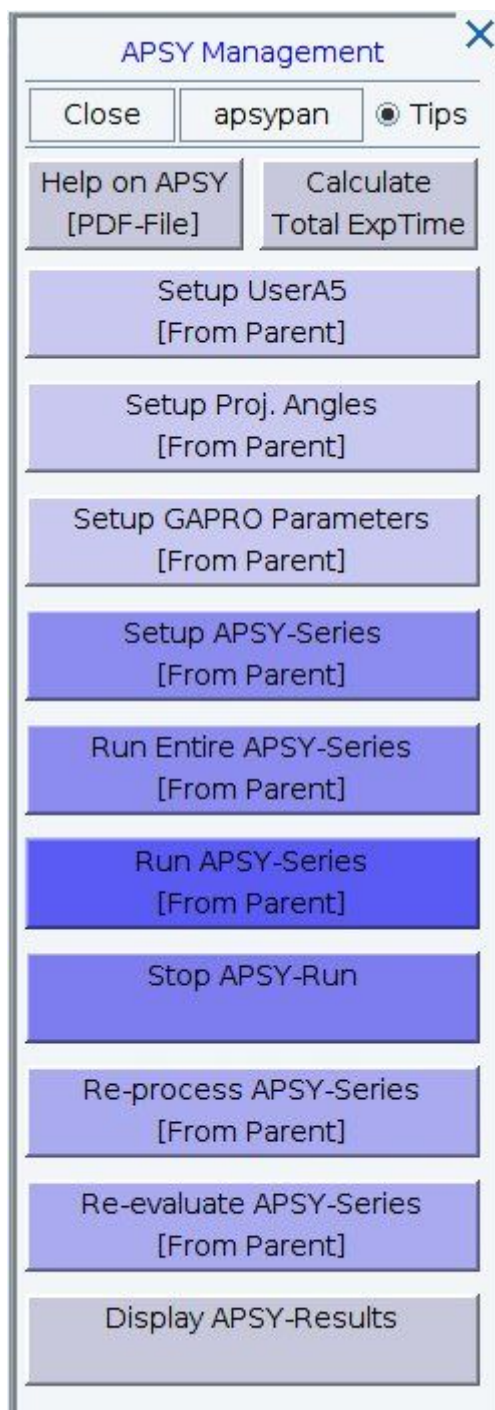 APSY Management
Close apsypan Tips
Help on APSY Calculate
[PDF-File] Total ExpTime
Setup UserA5
[From Parent]
Setup Proj. Angles
[From Parent]
Setup GAPRO Parameters
[From Parent]
Setup APSY-Series
[From Parent]
Run Entire APSY-Series
[From Parent]
Run APSY-Series
[From Parent]
Stop APSY-Run
Re-process APSY-Series
[From Parent]
Re-evaluate APSY-Series
[From Parent]
Display APSY-Results